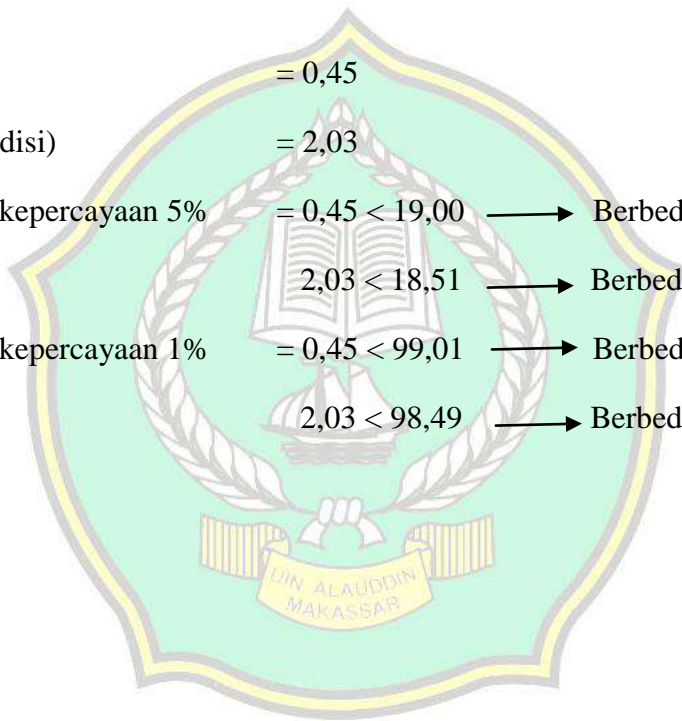 = 0,45
disi) = 2,03
kepercayaan 5% = 0,45 < 19,00 → Berbed
2,03 < 18,51 → Berbed
kepercayaan 1% = 0,45 < 99,01 → Berbed
2,03 < 98,49 → Berbed
UIN ALAUDDIN
MAKASSAR